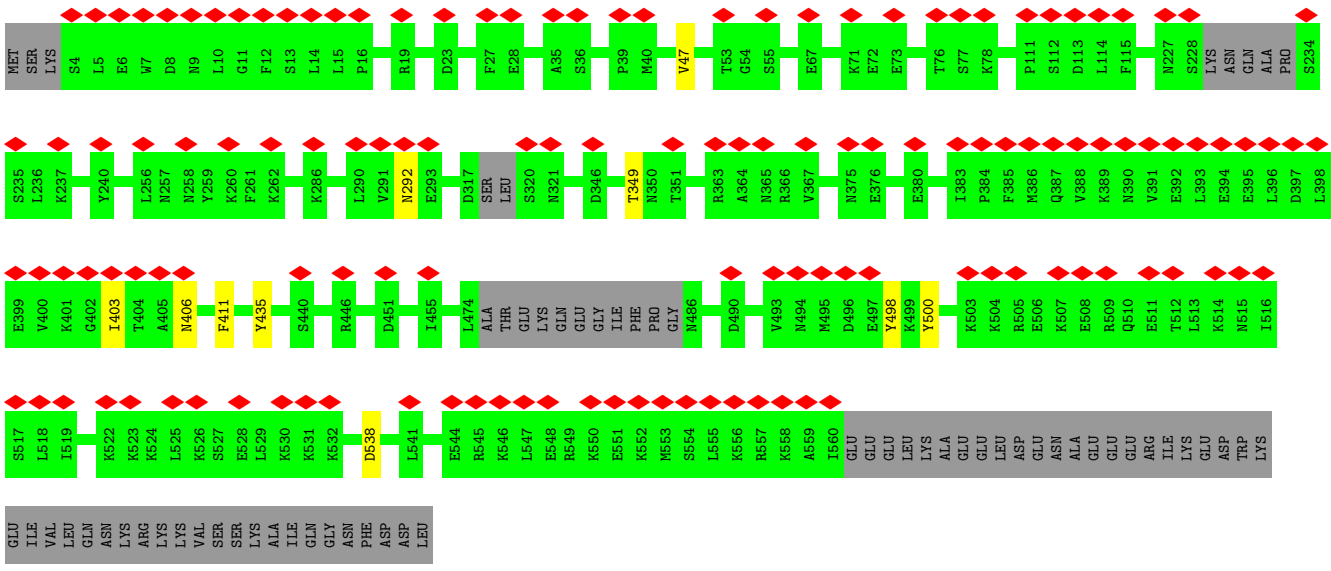 MET SER LYS S4 L5 E6 W7 D8 N9 L10 G11 F12 S13 L14 L15 P16 R19 D23 F27 E28 A35 S36 P39 M40 V47 T53 G54 S55 E67 K71 E72 E73 T76 S77 K78 P111 S112 D113 L114 F115 N227 S228 LYS ASN GLN ALA PRO S234
S235 L236 K237 Y240 L256 N257 N258 Y259 K260 F261 K262 K286 L290 V291 N292 E293 D317 SER LEU S320 N321 D346 T349 N350 T351 R363 A364 N365 R366 V367 N375 E376 E380 I383 P384 F385 M386 Q387 V388 K389 N390 V391 E392 L393 E394 E395 L396 D397 L398
E399 V400 K401 G402 I403 T404 A405 N406 F411 Y435 S440 R446 D451 I455 L474 ALA THR GLU LYS GLN GLU GLY ILE PHE PRO GLY N486 D490 V493 N494 M495 D496 E497 Y498 K499 Y500 K503 K504 R505 E506 K507 E508 R509 Q510 E511 T512 L513 K514 N515 I516
S517 L518 I519 K522 K523 K524 L525 K526 S527 E528 L529 K530 K531 K532 D538 L541 E544 R545 K546 L547 E548 R549 K550 E551 K552 M553 S554 L555 K556 R557 K558 A559 I560 GLU GLU GLU LEU LYS ALA GLU GLU LEU ASP GLU ASN ALA GLU GLU GLU ARG ILE LYS GLU ASP TRP LYS
GLU ILE VAL LEU GLN ASN LYS ARG LYS LYS VAL SER SER LYS ALA ILE GLN GLY ASN PHE ASP ASP LEU